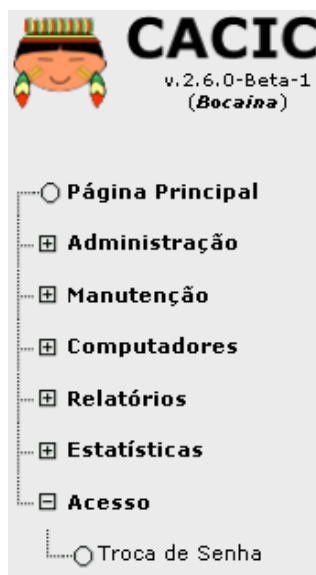 CACIC
v.2.6.0-Beta-1
(Bocaina)
Página Principal
Administração
Manutenção
Computadores
Relatórios
Estatísticas
Acesso
Troca de Senha